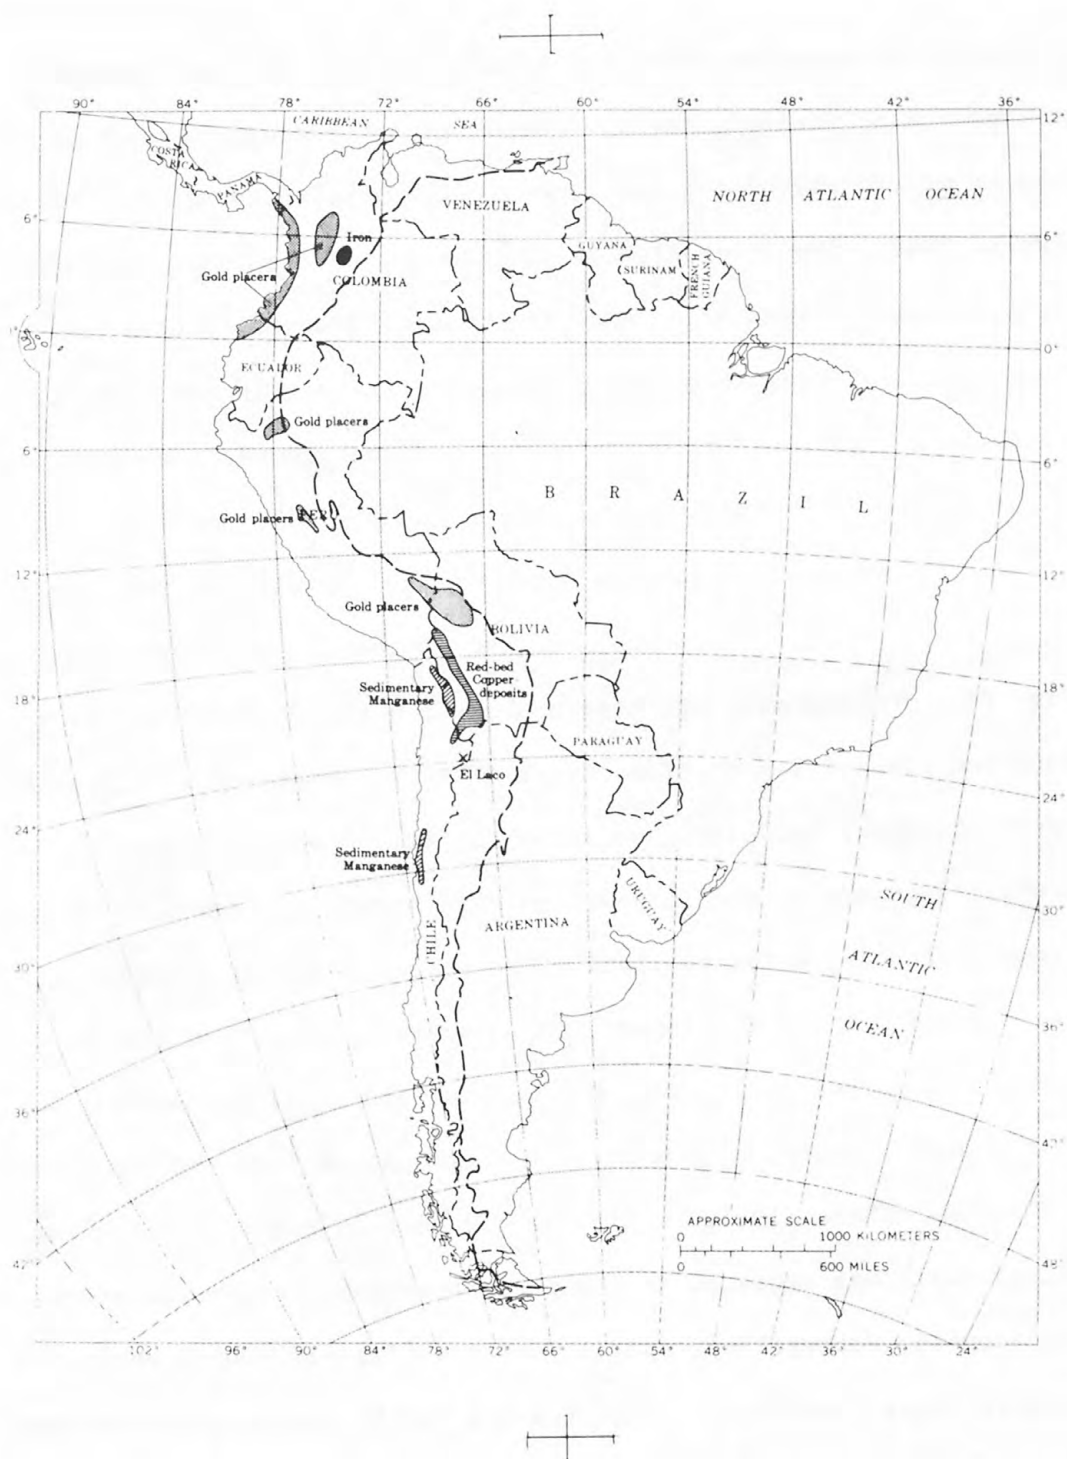 90° 84° 78° 72° 66° 60° 54° 48° 42° 36°
12°
CARIBBEAN SEA
COSTA
RICA
PANAMA
NORTH ATLANTIC OCEAN
VENEZUELA
6° 6°
Iron
GUYANA
SURINAM
FRENCH
GUIANA
Gold placers
COLOMBIA
0°
ECUADOR
Gold placers
6° 6°
BRAZIL
Gold placers
12° 12°
Gold placers
BOLIVIA
Red-bed
Copper
deposits
Sedimentary
Manganese
18° 18°
PARAGUAY
El Laco
24° 24°
Sedimentary
Manganese
URUGUAY
SOUTH
ATLANTIC
OCEAN
CHILE
ARGENTINA
30° 30°
36° 36°
42° 42°
APPROXIMATE SCALE
0 1000 KILOMETERS
0 600 MILES
48°
102° 96° 90° 84° 78° 72° 66° 60° 54° 48° 42° 36° 30° 24°